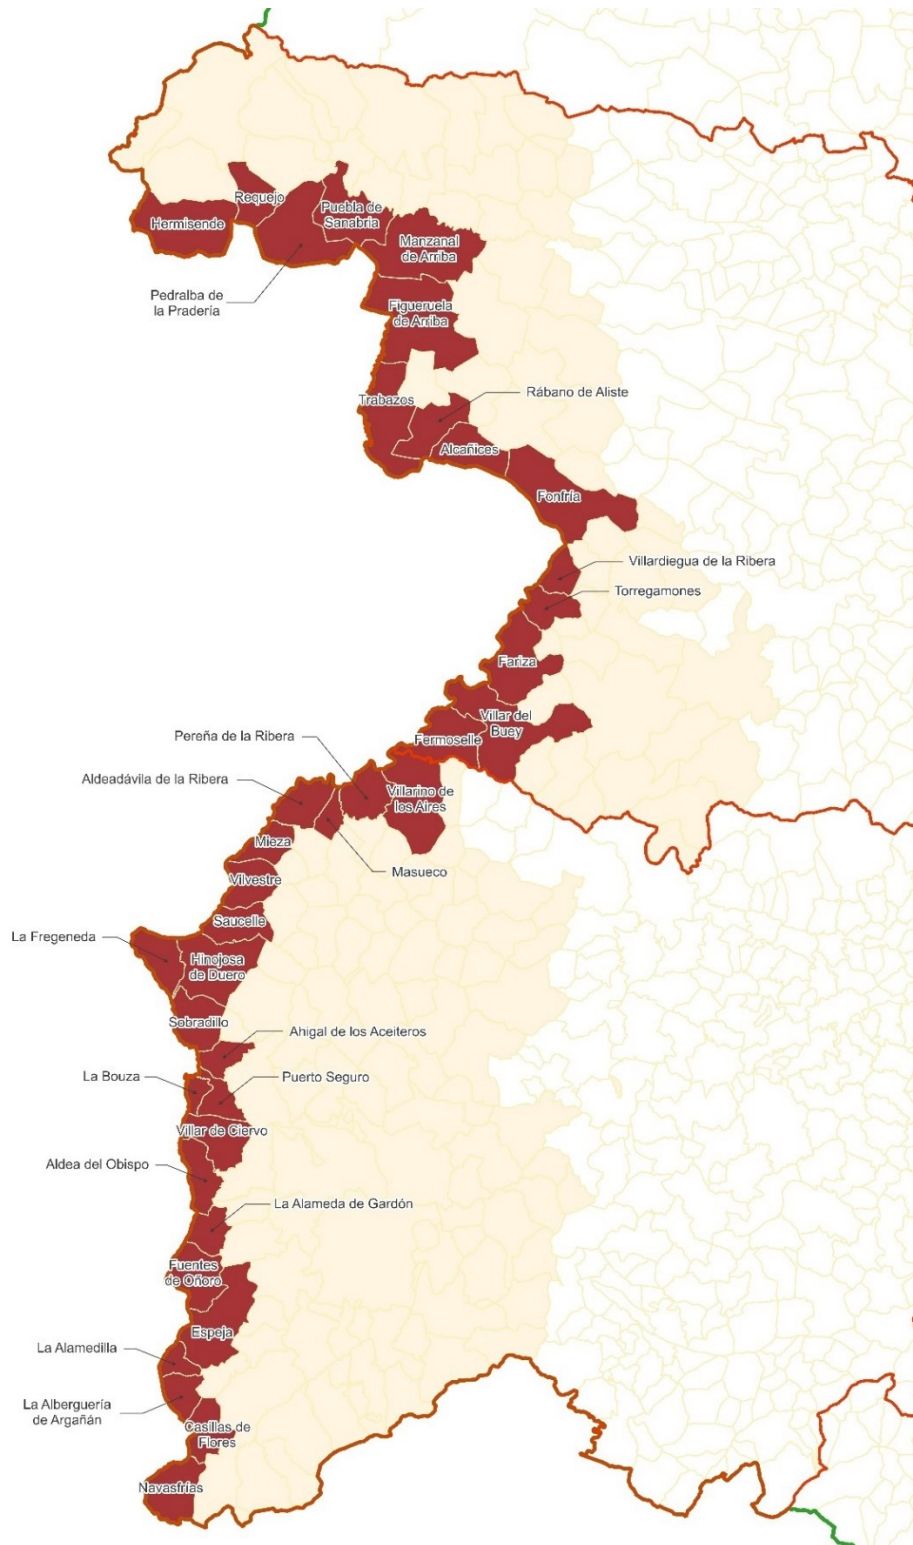 Requejo
Hermisende
Puebla de
Sanabria
Manzanal
de Arriba
Pedralba de
la Pradería
Figueruela
de Arriba
Rábano de Aliste
Trabazos
Alcañices
Fonfría
Villardiegua de la Ribera
Torregamones
Fariza
Villar del
Buey
Fermoselle
Pereña de la Ribera
Aldeadávila de la Ribera
Villarino de
los Aires
Mieza
Masueco
Vilvestre
Saucelle
La Fregeneda
Hinojosa
de Duero
Sobradillo
Ahigal de los Aceiteros
La Bouza
Puerto Seguro
Villar de Ciervo
Aldea del Obispo
La Alameda de Gardón
Fuentes
de Oñoro
Espeja
La Alamedilla
La Alberguería
de Argañán
Casillas de
Flores
Navasfrías